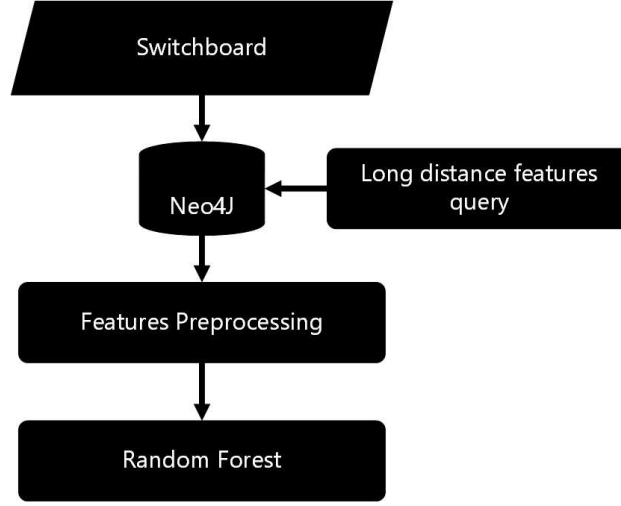 Switchboard
Neo4J
Long distance features
query
Features Preprocessing
Random Forest